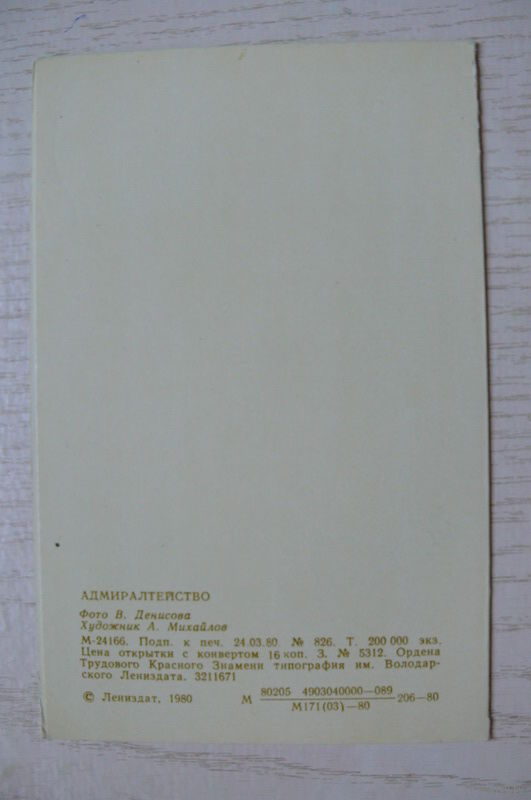 АДМИРАЛТЕЙСТВО
Фото В. Денисова
Художник А. Михайлов
М-24166. Подп. к печ. 24.03.80 № 826. Т. 200 000 экз.
Цена открытки с конвертом 16 коп. З. № 5312. Ордена
Трудового Красного Знамени типография им. Володар-
ского Лениздата. 3211671
© Лениздат, 1980 М 80205 4903040000—089 206—80
М171(03)—80